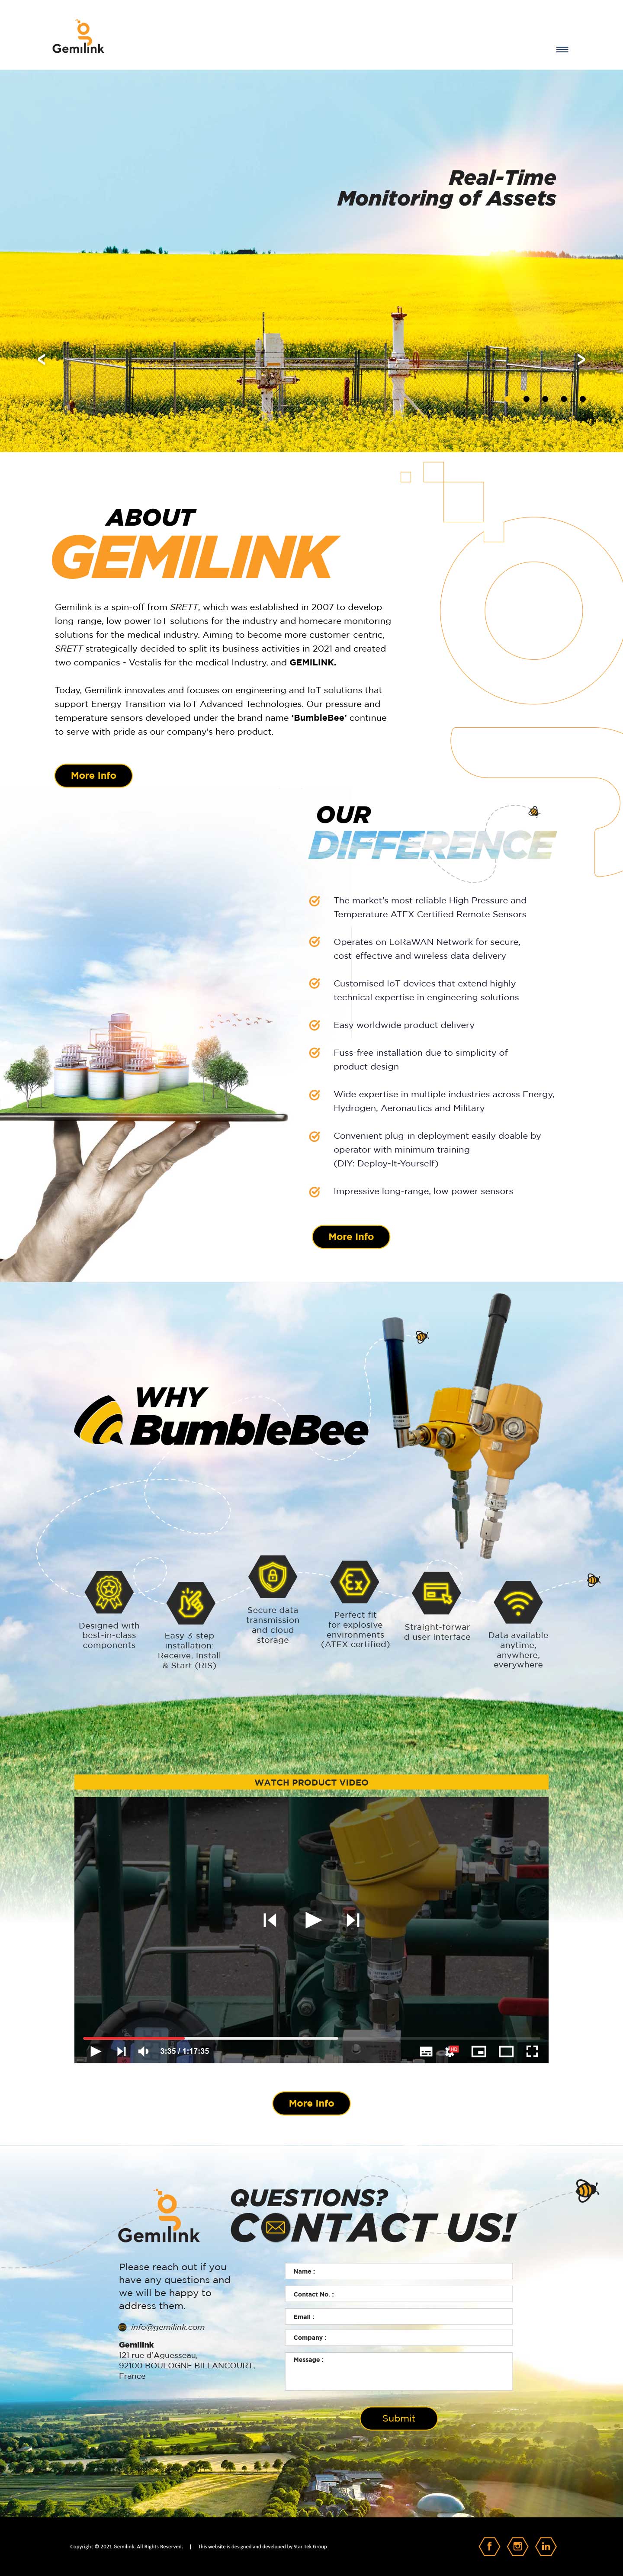 Gemilink
Real-Time
Monitoring of Assets
ABOUT
GEMILINK
Gemilink is a spin-off from SRETT, which was established in 2007 to develop
long-range, low power IoT solutions for the industry and homecare monitoring
solutions for the medical industry. Aiming to become more customer-centric,
SRETT strategically decided to split its business activities in 2021 and created
two companies - Vestalis for the medical Industry, and GEMILINK.
Today, Gemilink innovates and focuses on engineering and IoT solutions that
support Energy Transition via IoT Advanced Technologies. Our pressure and
temperature sensors developed under the brand name ‘BumbleBee’ continue
to serve with pride as our company's hero product.
More Info
OUR
DIFFERENCE
The market's most reliable High Pressure and
Temperature ATEX Certified Remote Sensors
Operates on LoRaWAN Network for secure,
cost-effective and wireless data delivery
Customised IoT devices that extend highly
technical expertise in engineering solutions
Easy worldwide product delivery
Fuss-free installation due to simplicity of
product design
Wide expertise in multiple industries across Energy,
Hydrogen, Aeronautics and Military
Convenient plug-in deployment easily doable by
operator with minimum training
(DIY: Deploy-It-Yourself)
Impressive long-range, low power sensors
More Info
WHY
BumbleBee
Designed with
best-in-class
components
Easy 3-step
installation:
Receive, Install
& Start (RIS)
Secure data
transmission
and cloud
storage
Ex
Perfect fit
for explosive
environments
(ATEX certified)
Straight-forwar
d user interface
Data available
anytime,
anywhere,
everywhere
WATCH PRODUCT VIDEO
3:35 / 1:17:35
HD
More Info
Gemilink
QUESTIONS?
CONTACT US!
Please reach out if you
have any questions and
we will be happy to
address them.
info@gemilink.com
Gemilink
121 rue d'Aguesseau,
92100 BOULOGNE BILLANCOURT,
France
Name :
Contact No. :
Email :
Company :
Message :
Submit
Copyright © 2021 Gemilink. All Rights Reserved. | This website is designed and developed by Star Tek Group
f
in